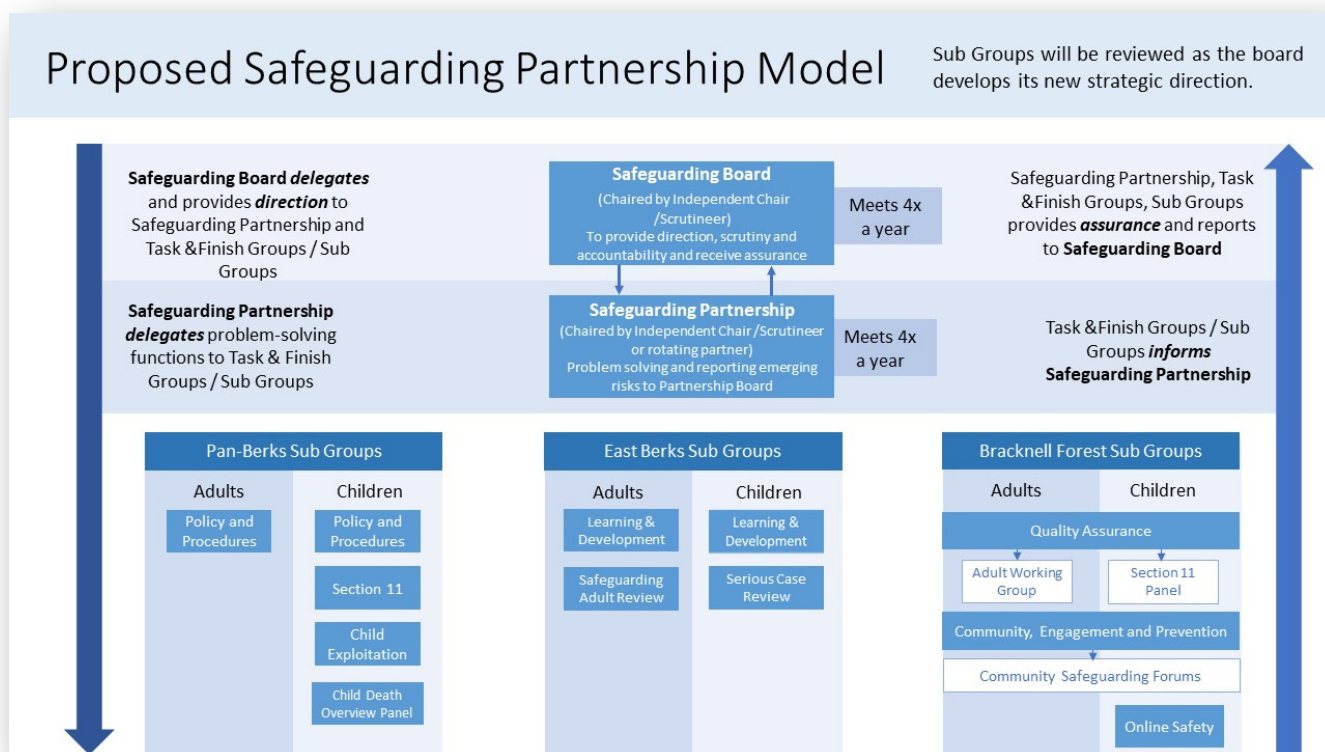 Proposed Safeguarding Partnership Model
Sub Groups will be reviewed as the board
develops its new strategic direction.
Safeguarding Board delegates
and provides direction to
Safeguarding Partnership and
Task &Finish Groups / Sub
Groups
Safeguarding Board
(Chaired by Independent Chair
/Scrutineer)
To provide direction, scrutiny and
accountability and receive assurance
Meets 4x
a year
Safeguarding Partnership, Task
&Finish Groups, Sub Groups
provides assurance and reports
to Safeguarding Board
Safeguarding Partnership
delegates problem-solving
functions to Task & Finish
Groups / Sub Groups
Safeguarding Partnership
(Chaired by Independent Chair /Scrutineer
or rotating partner)
Problem solving and reporting emerging
risks to Partnership Board
Meets 4x
a year
Task &Finish Groups / Sub
Groups informs
Safeguarding Partnership
Pan-Berks Sub Groups
Adults
Policy and
Procedures
Children
Policy and
Procedures
Section 11
Child
Exploitation
Child Death
Overview Panel
East Berks Sub Groups
Adults
Learning &
Development
Safeguarding
Adult Review
Children
Learning &
Development
Serious Case
Review
Bracknell Forest Sub Groups
Adults
Children
Quality Assurance
Adult Working
Group
Section 11
Panel
Community, Engagement and Prevention
Community Safeguarding Forums
Online Safety